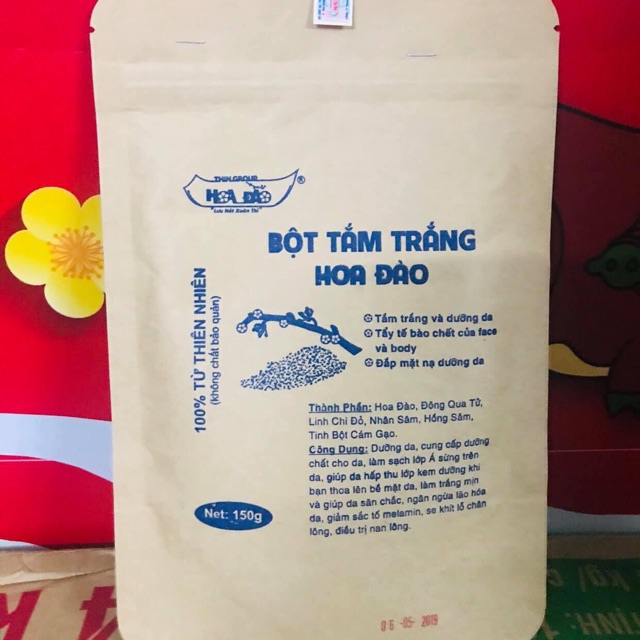 THIN.GROUP
HOA ĐÀO ®
"Lưu Nét Xuân Thì"
BỘT TẮM TRẮNG
HOA ĐÀO
100% TỪ THIÊN NHIÊN
(không chất bảo quản)
Tắm trắng và dưỡng da
Tẩy tế bào chết của face
và body
Đắp mặt nạ dưỡng da
Thành Phần: Hoa Đào, Đông Qua Tử,
Linh Chi Đỏ, Nhân Sâm, Hồng Sâm,
Tinh Bột Cám Gạo.
Công Dụng: Dưỡng da, cung cấp dưỡng
chất cho da, làm sạch lớp Á sừng trên
da, giúp da hấp thu lớp kem dưỡng khi
bạn thoa lên bề mặt da, làm trắng mịn
và giúp da săn chắc, ngăn ngừa lão hóa
da, giảm sắc tố melamin, se khít lỗ chân
lông, điều trị nan lông.
Net: 150g
06 -05- 2019